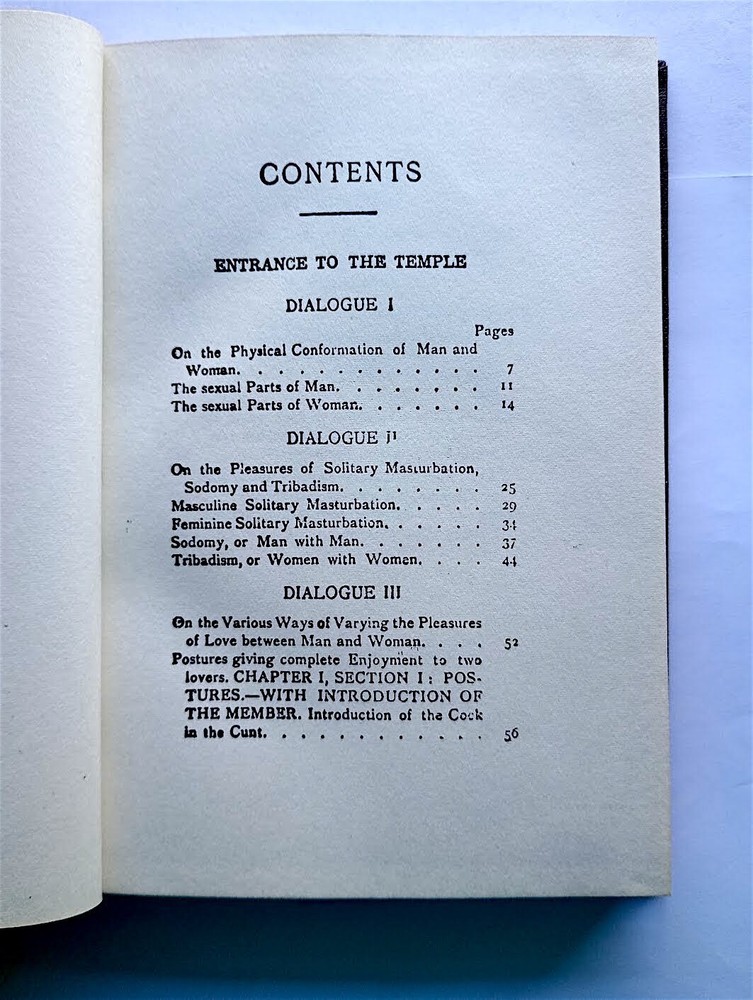 CONTENTS
ENTRANCE TO THE TEMPLE
DIALOGUE I
Pages
On the Physical Conformation of Man and
Woman. . . . . . . . . . . . . 7
The sexual Parts of Man. . . . . . . . 11
The sexual Parts of Woman. . . . . . . 14
DIALOGUE II
On the Pleasures of Solitary Masturbation,
Sodomy and Tribadism. . . . . . . . 25
Masculine Solitary Masturbation. . . . . 29
Feminine Solitary Masturbation. . . . . . 34
Sodomy, or Man with Man. . . . . . . 37
Tribadism, or Women with Women. . . . 44
DIALOGUE III
On the Various Ways of Varying the Pleasures
of Love between Man and Woman. . . . 52
Postures giving complete Enjoyment to two
lovers. CHAPTER I, SECTION I: POS-
TURES.—WITH INTRODUCTION OF
THE MEMBER. Introduction of the Cock
in the Cunt. . . . . . . . . . . . 56